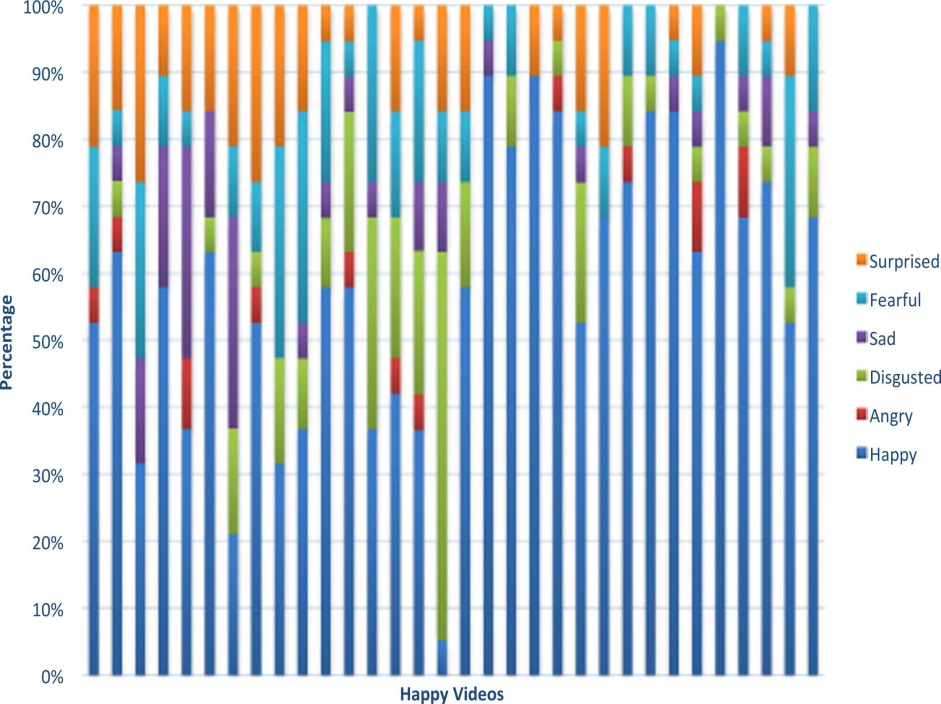 100%
90%
80%
70%
60%
50%
40%
30%
20%
10%
0%
Percentage
Happy Videos
Surprised
Fearful
Sad
Disgusted
Angry
Happy